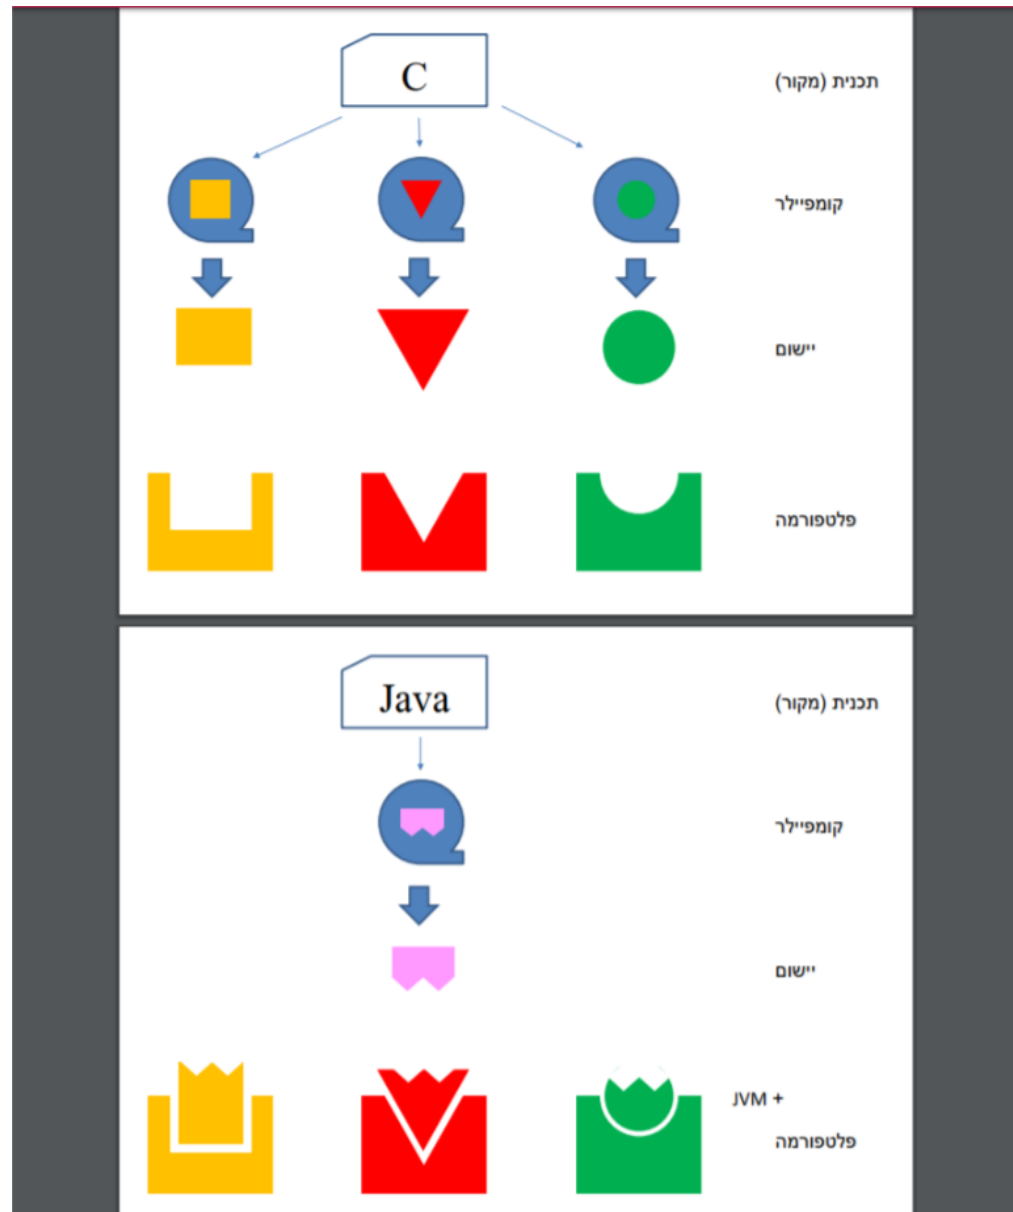 C
תכנית (מקור)
קומפיילר
יישום
פלטפורמה
Java
תכנית (מקור)
קומפיילר
יישום
JVM +
פלטפורמה